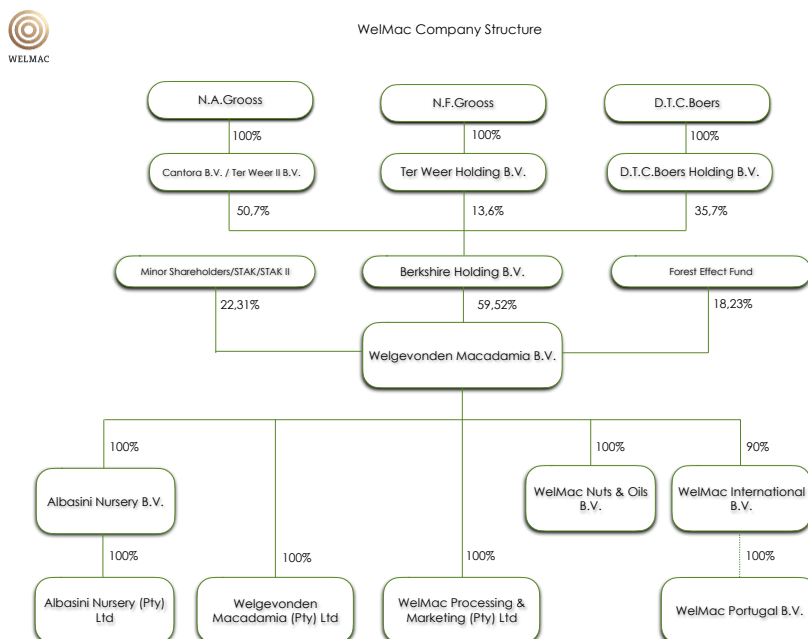 WelMac Company Structure
WELMAC
N.A.Grooss
N.F.Grooss
D.T.C.Boers
100%
100%
100%
Cantora B.V. / Ter Weer II B.V.
Ter Weer Holding B.V.
D.T.C.Boers Holding B.V.
50,7%
13,6%
35,7%
Minor Shareholders/STAK/STAK II
Berkshire Holding B.V.
Forest Effect Fund
22,31%
59,52%
18,23%
Welgevonden Macadamia B.V.
100%
100%
90%
Albasini Nursery B.V.
WelMac Nuts & Oils
B.V.
WelMac International
B.V.
100%
100%
100%
100%
Albasini Nursery (Pty)
Ltd
Welgevonden
Macadamia (Pty) Ltd
WelMac Processing &
Marketing (Pty) Ltd
WelMac Portugal B.V.